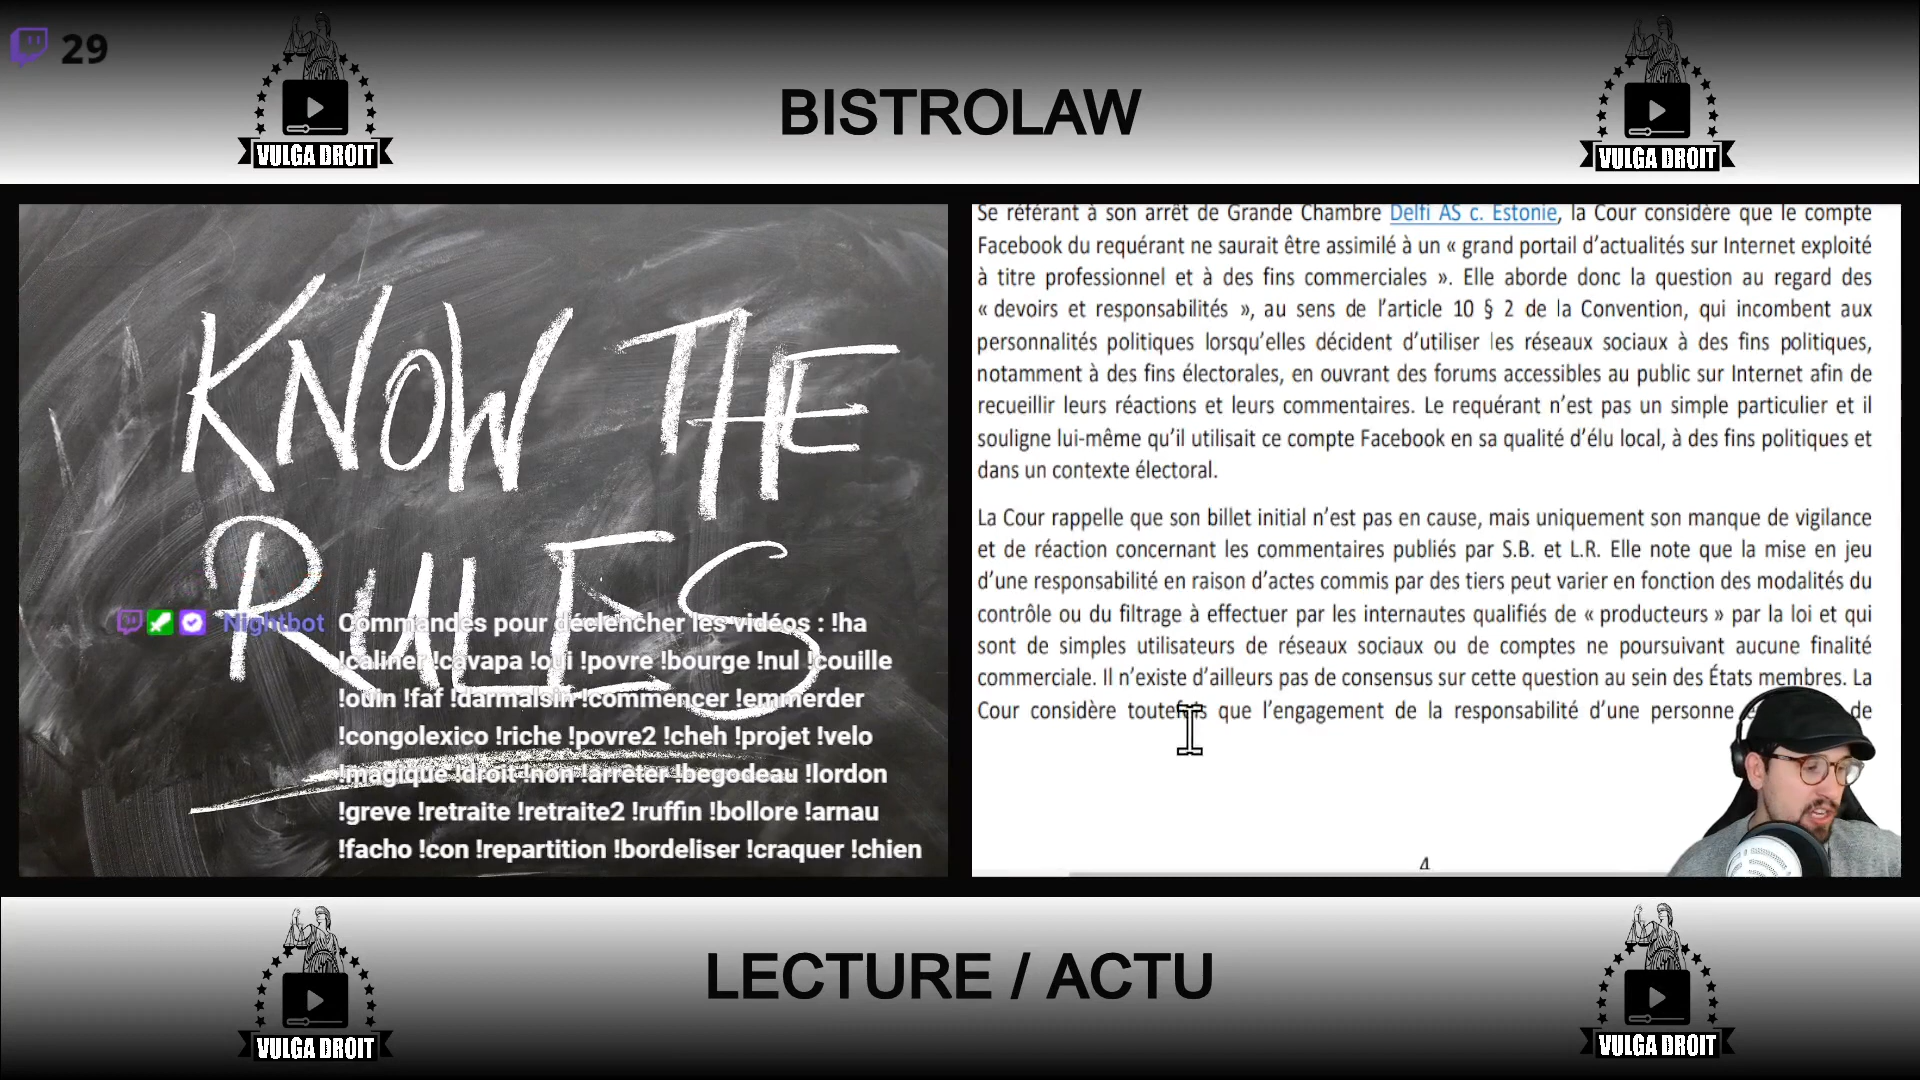 29
BISTROLAW
VULGA DROIT
VULGA DROIT
KNOW THE
RULES
Nightbot Commandes pour déclencher les vidéos : !ha
!caliner !cavapa !oui !povre !bourge !nul !couille
!ouin !faf !darmalsin !commencer !emmerder
!congolexico !riche !povre2 !cheh !projet !velo
!magique !droit !non !arrêter !begodeau !lordon
!greve !retraite !retraite2 !ruffin !bollore !arnau
!facho !con !repartition !bordeliser !craquer !chien
Se référant à son arrêt de Grande Chambre Delfi AS c. Estonie, la Cour considère que le compte
Facebook du requérant ne saurait être assimilé à un « grand portail d’actualités sur Internet exploité
à titre professionnel et à des fins commerciales ». Elle aborde donc la question au regard des
« devoirs et responsabilités », au sens de l’article 10 § 2 de la Convention, qui incombent aux
personnalités politiques lorsqu’elles décident d’utiliser les réseaux sociaux à des fins politiques,
notamment à des fins électorales, en ouvrant des forums accessibles au public sur Internet afin de
recueillir leurs réactions et leurs commentaires. Le requérant n’est pas un simple particulier et il
souligne lui-même qu’il utilisait ce compte Facebook en sa qualité d’élu local, à des fins politiques et
dans un contexte électoral.
La Cour rappelle que son billet initial n’est pas en cause, mais uniquement son manque de vigilance
et de réaction concernant les commentaires publiés par S.B. et L.R. Elle note que la mise en jeu
d’une responsabilité en raison d’actes commis par des tiers peut varier en fonction des modalités du
contrôle ou du filtrage à effectuer par les internautes qualifiés de « producteurs » par la loi et qui
sont de simples utilisateurs de réseaux sociaux ou de comptes ne poursuivant aucune finalité
commerciale. Il n’existe d’ailleurs pas de consensus sur cette question au sein des États membres. La
Cour considère toutefois que l’engagement de la responsabilité d’une personne de
4
LECTURE / ACTU
VULGA DROIT
VULGA DROIT